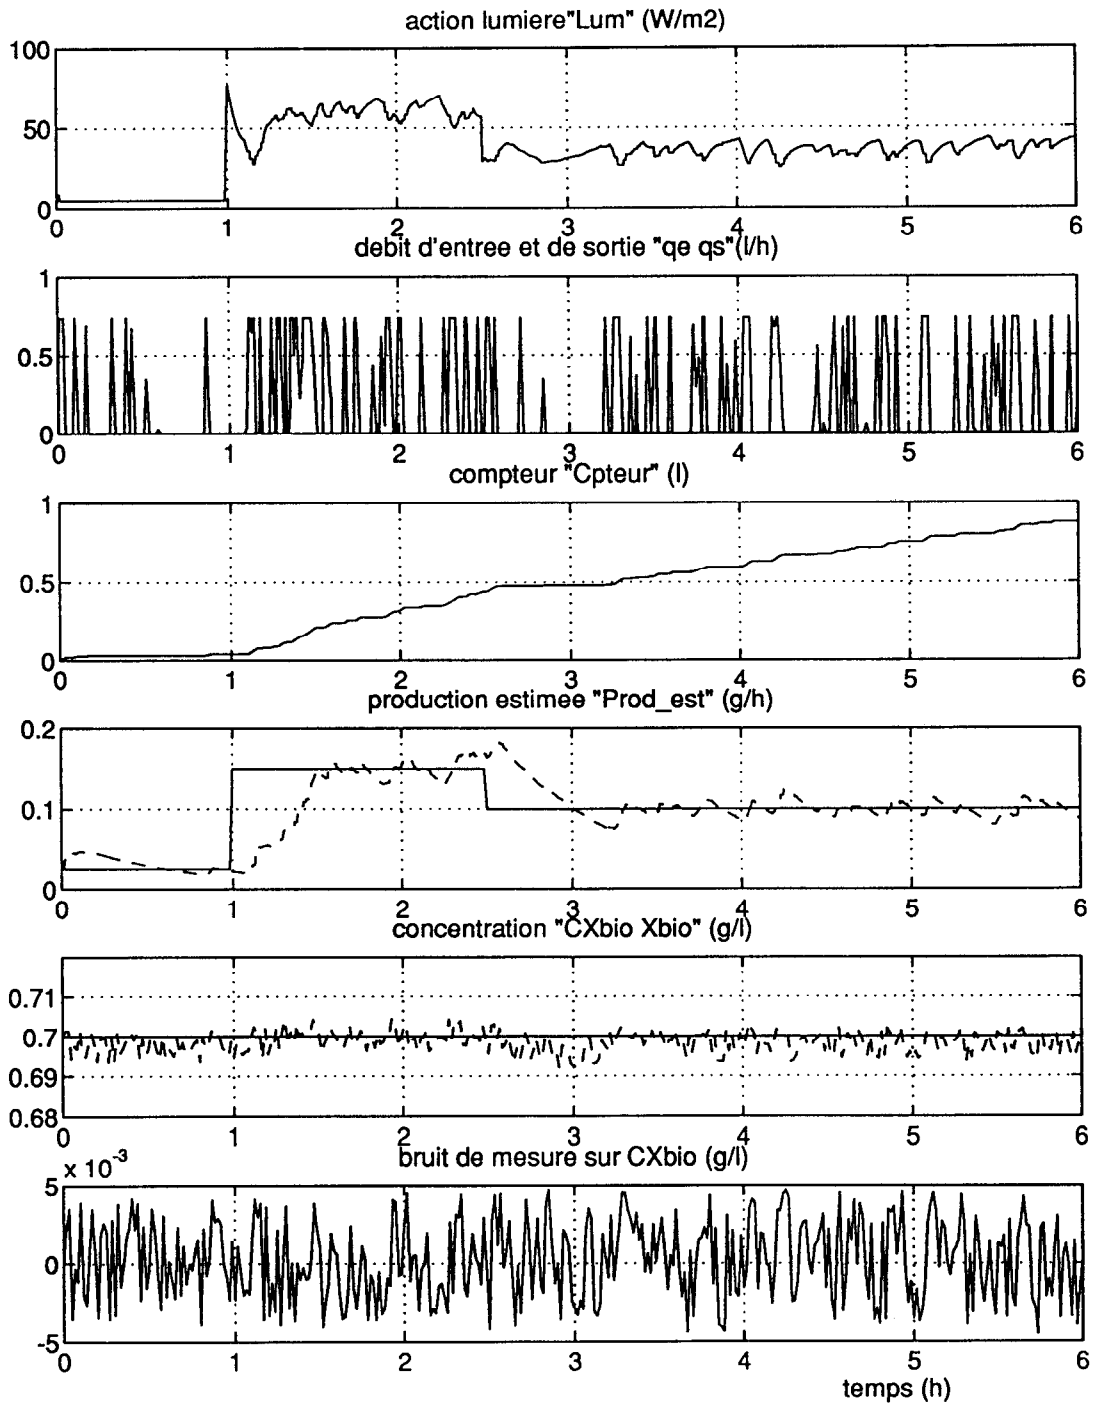 action lumiere"Lum" (W/m2)
100
50
0
0 1 2 3 4 5 6
debit d'entree et de sortie "qe qs"(l/h)
1
0.5
0
0 1 2 3 4 5 6
compteur "Cpteur" (l)
1
0.5
0
0 1 2 3 4 5 6
production estimee "Prod_est" (g/h)
0.2
0.1
0
0 1 2 3 4 5 6
concentration "CXbio Xbio" (g/l)
0.71
0.7
0.69
0.68
0 1 2 3 4 5 6
x 10-3 bruit de mesure sur CXbio (g/l)
5
0
-5
0 1 2 3 4 5 6
temps (h)